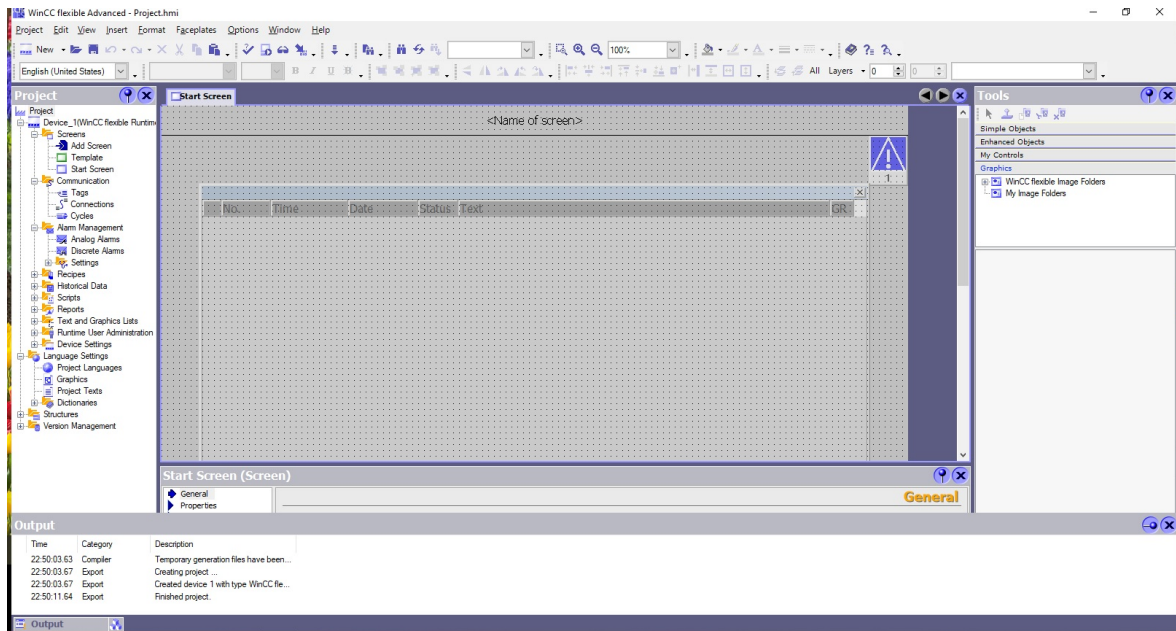 WinCC flexible Advanced - Project.hmi
Project Edit View Insert Format Faceplates Options Window Help
New 100%
English (United States) B I U B All Layers 0 0
Project
Project
Device_1(WinCC flexible Runtim
Screens
Add Screen
Template
Start Screen
Communication
Tags
Connections
Cycles
Alarm Management
Analog Alarms
Discrete Alarms
Settings
Recipes
Historical Data
Scripts
Reports
Text and Graphics Lists
Runtime User Administration
Device Settings
Language Settings
Project Languages
Graphics
Project Texts
Dictionaries
Structures
Version Management
Start Screen
<Name of screen>
1
No. Time Date Status Text GR
Start Screen (Screen)
General
Properties
General
Tools
Simple Objects
Enhanced Objects
My Controls
Graphics
WinCC flexible Image Folders
My Image Folders
Output
Time Category Description
22:50:03.63 Compiler Temporary generation files have been...
22:50:03.67 Export Creating project ...
22:50:03.67 Export Created device 1 with type WinCC fle...
22:50:11.64 Export Finished project.
Output